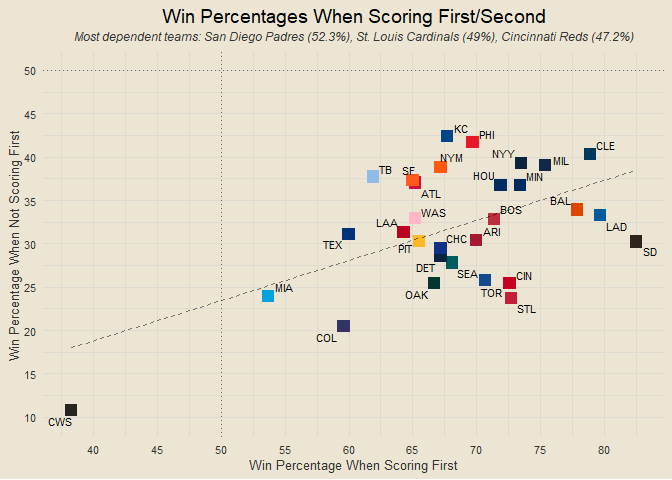 Win Percentages When Scoring First/Second
Most dependent teams: San Diego Padres (52.3%), St. Louis Cardinals (49%), Cincinnati Reds (47.2%)
Win Percentage When Not Scoring First
50
45
40
35
30
25
20
15
10
KC
PHI
NYM
NYY
MIL
CLE
TB
SF
ATL
HOU
MIN
WAS
BOS
BAL
LAD
SD
LAA
TEX
PIT
CHC
ARI
DET
SEA
OAK
TOR
CIN
STL
MIA
COL
CWS
40
45
50
55
60
65
70
75
80
Win Percentage When Scoring First